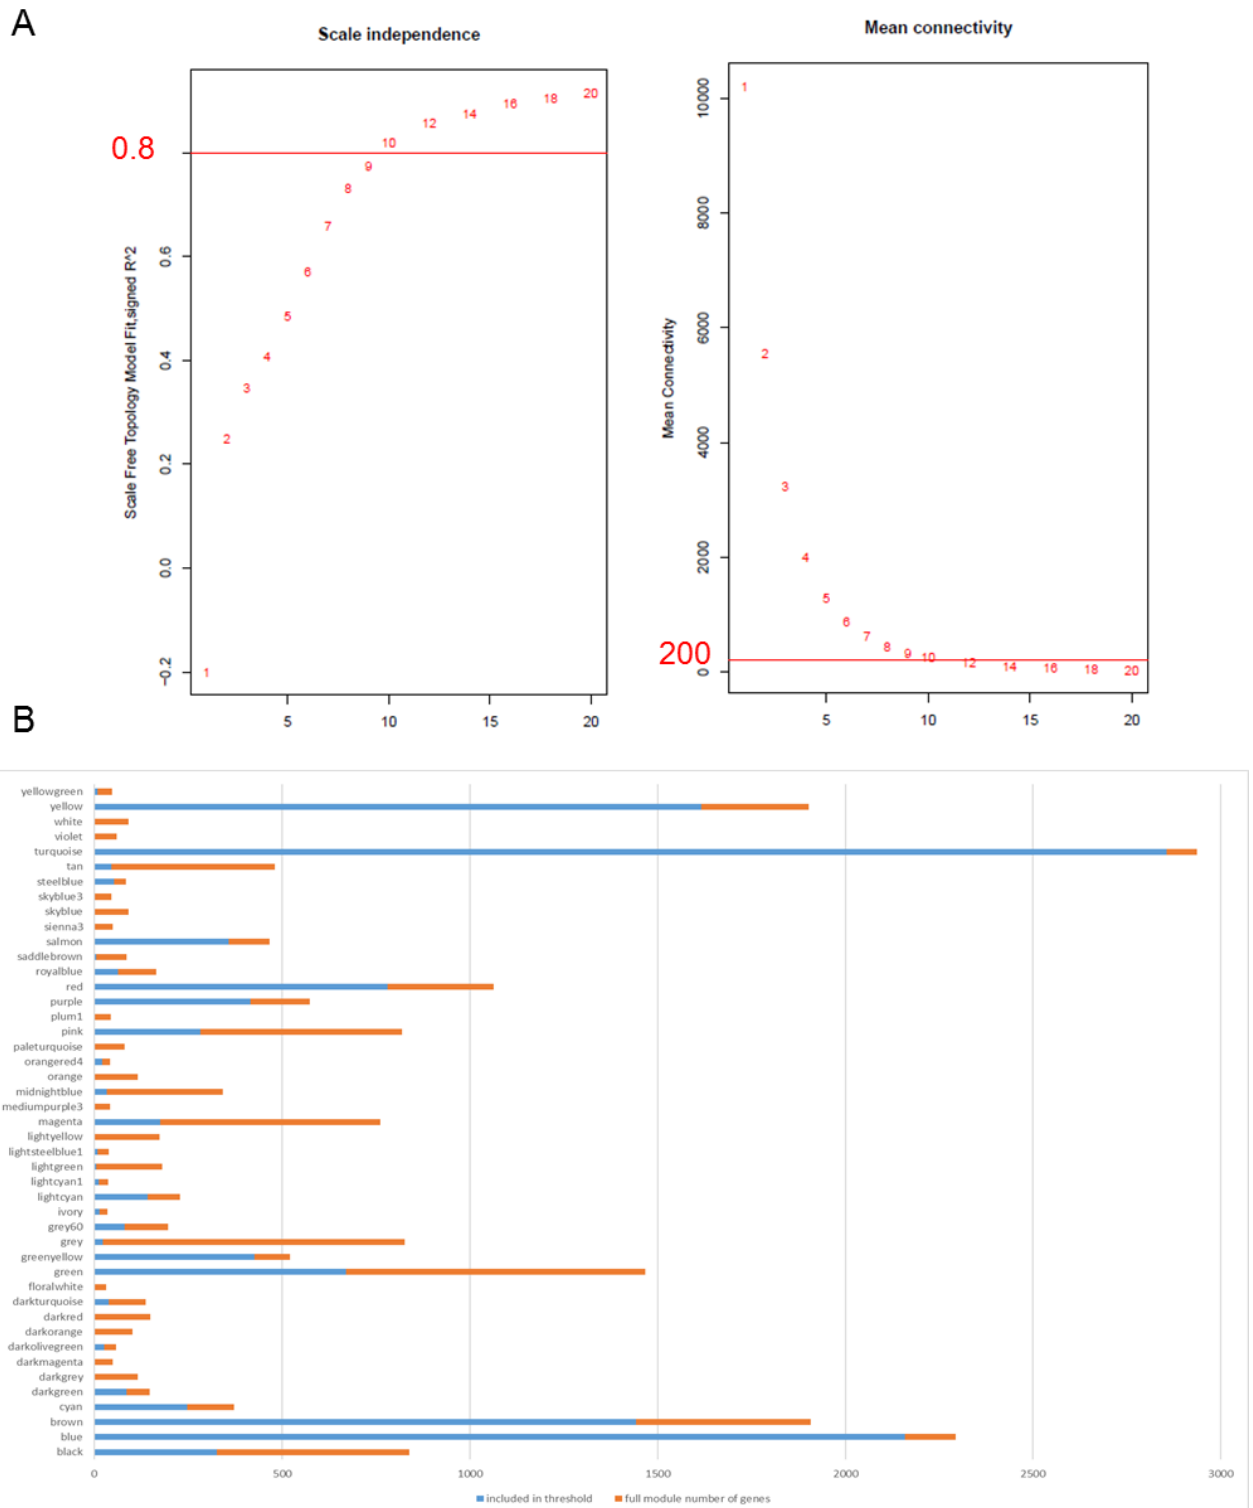 A
Scale independence
Mean connectivity
0.8
Scale Free Topology Model Fit,signed R^2
0.6
0.4
0.2
0.0
−0.2
1
2
3
4
5
6
7
8
9
10
12
14
16
18
20
5
10
15
20
Mean Connectivity
10000
8000
6000
4000
2000
0
200
1
2
3
4
5
6
7
8
9
10
12
14
16
18
20
5
10
15
20
B
yellowgreen
yellow
white
violet
turquoise
tan
steelblue
skyblue3
skyblue
sienna3
salmon
saddlebrown
royalblue
red
purple
plum1
pink
paleturquoise
orangered4
orange
midnightblue
mediumpurple3
magenta
lightyellow
lightsteelblue1
lightgreen
lightcyan1
lightcyan
ivory
grey60
grey
greenyellow
green
floralwhite
darkturquoise
darkred
darkorange
darkolivegreen
darkmagenta
darkgrey
darkgreen
cyan
brown
blue
black
0
500
1000
1500
2000
2500
3000
included in threshold
full module number of genes